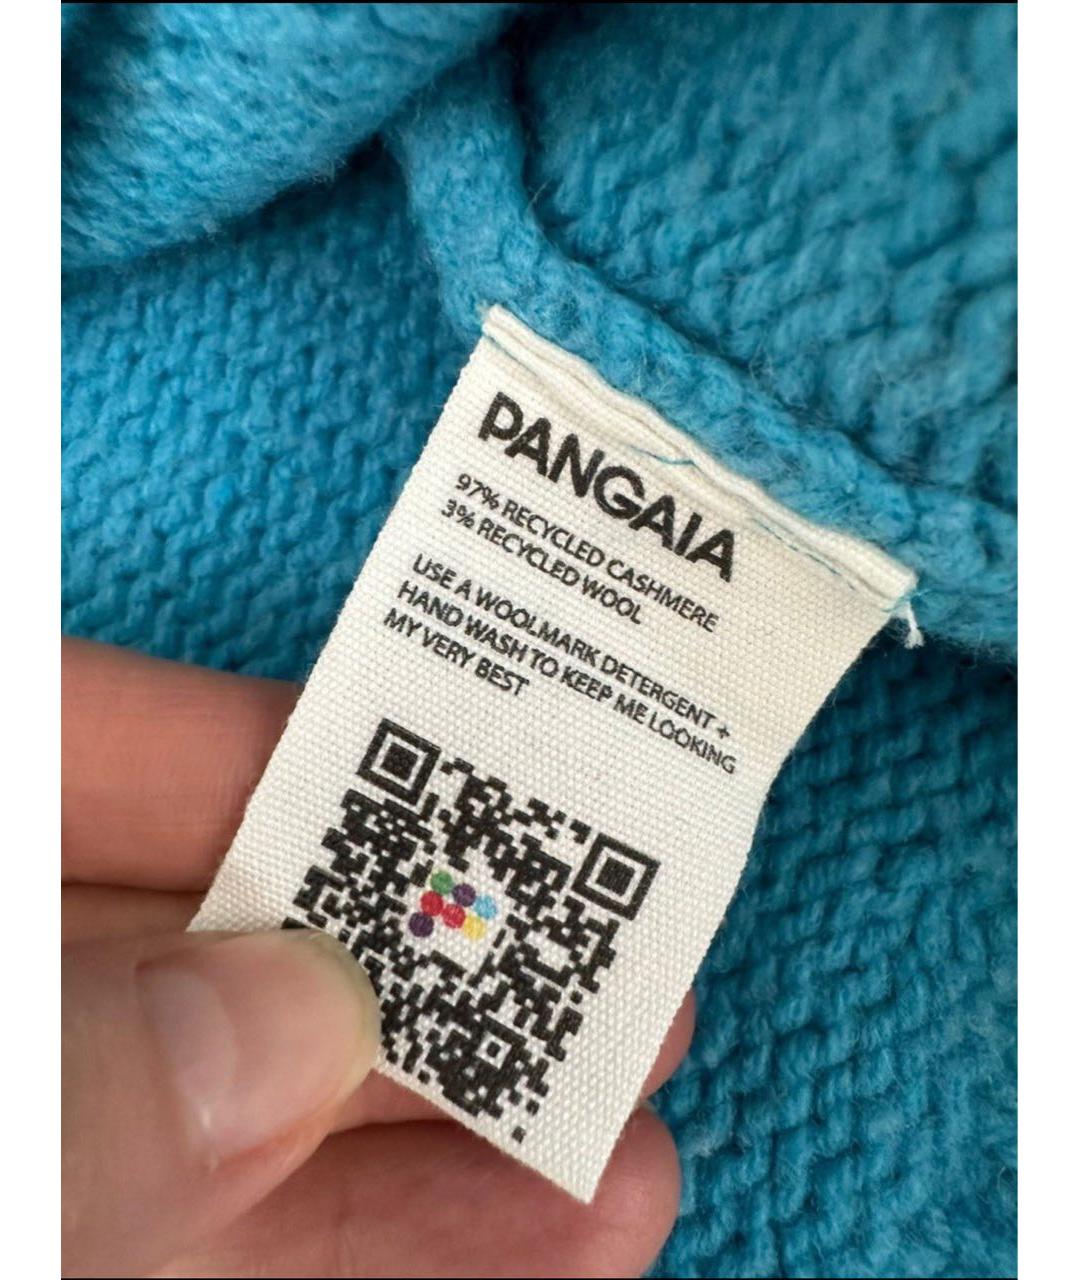 PANGAIA
97% RECYCLED CASHMERE
3% RECYCLED WOOL
USE A WOOLMARK DETERGENT +
HAND WASH TO KEEP ME LOOKING
MY VERY BEST